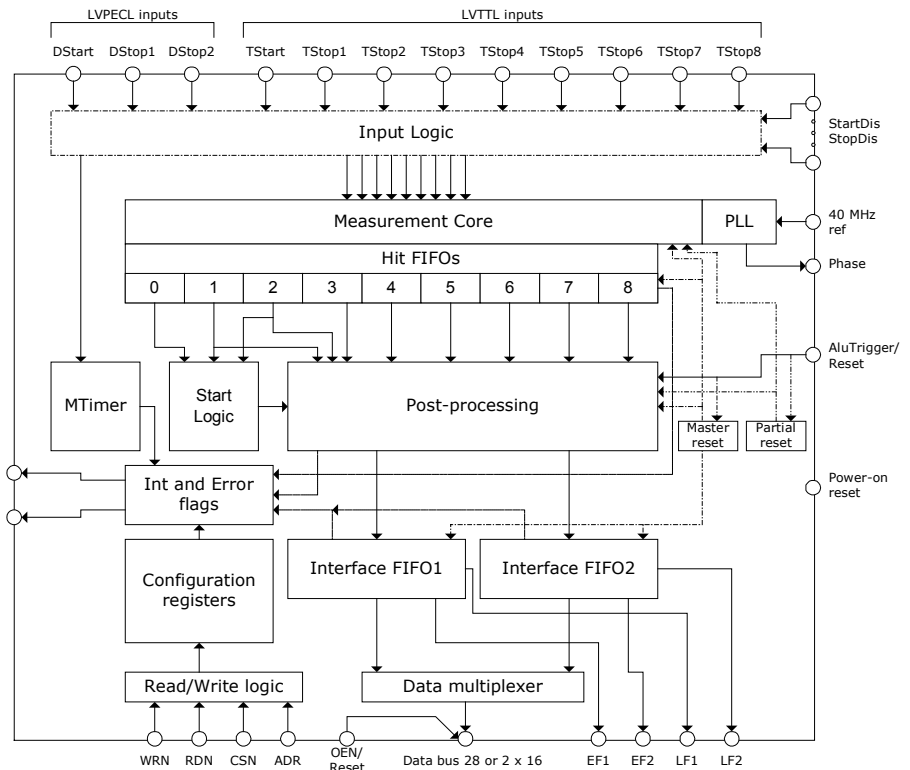 LVPECL inputs
LVTTL inputs
DStart DStop1 DStop2 TStart TStop1 TStop2 TStop3 TStop4 TStop5 TStop6 TStop7 TStop8
Input Logic
StartDis
StopDis
Measurement Core
PLL
40 MHz
ref
Hit FIFOs
Phase
0 1 2 3 4 5 6 7 8
MTimer
Start
Logic
Post-processing
AluTrigger/
Reset
Master
reset
Partial
reset
Int and Error
flags
Power-on
reset
Configuration
registers
Interface FIFO1
Interface FIFO2
Read/Write logic
Data multiplexer
WRN RDN CSN ADR
OEN/
Reset
Data bus 28 or 2 x 16
EF1 EF2 LF1 LF2